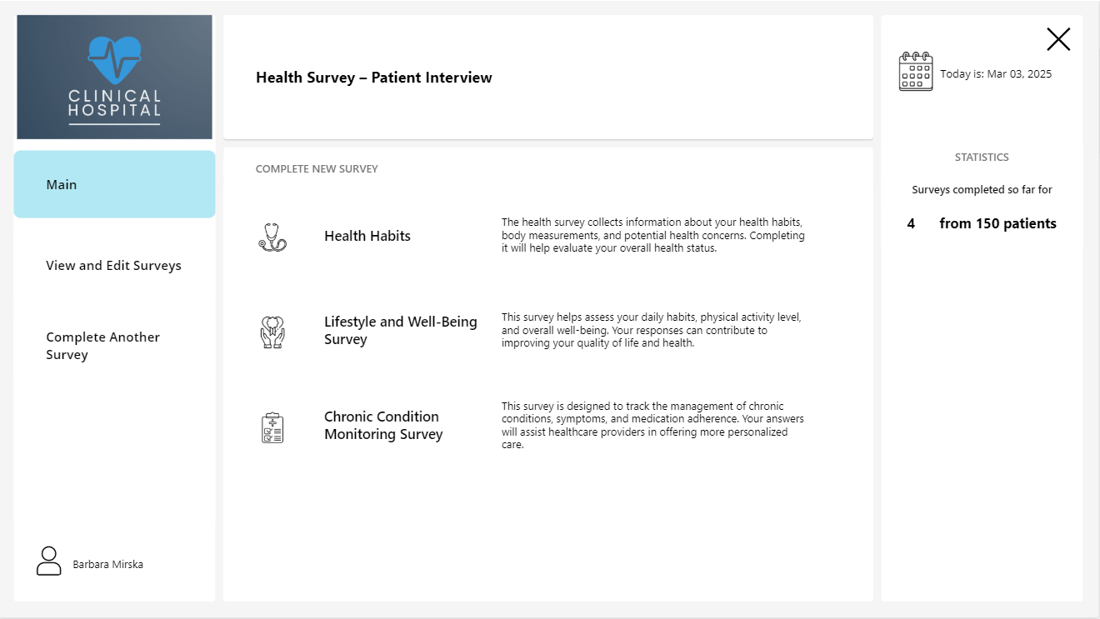 CLINICAL
HOSPITAL
Main
View and Edit Surveys
Complete Another
Survey
Barbara Mirska
Health Survey – Patient Interview
COMPLETE NEW SURVEY
Health Habits
The health survey collects information about your health habits,
body measurements, and potential health concerns. Completing
it will help evaluate your overall health status.
Lifestyle and Well-Being
Survey
This survey helps assess your daily habits, physical activity level,
and overall well-being. Your responses can contribute to
improving your quality of life and health.
Chronic Condition
Monitoring Survey
This survey is designed to track the management of chronic
conditions, symptoms, and medication adherence. Your answers
will assist healthcare providers in offering more personalized
care.
Today is: Mar 03, 2025
STATISTICS
Surveys completed so far for
4 from 150 patients